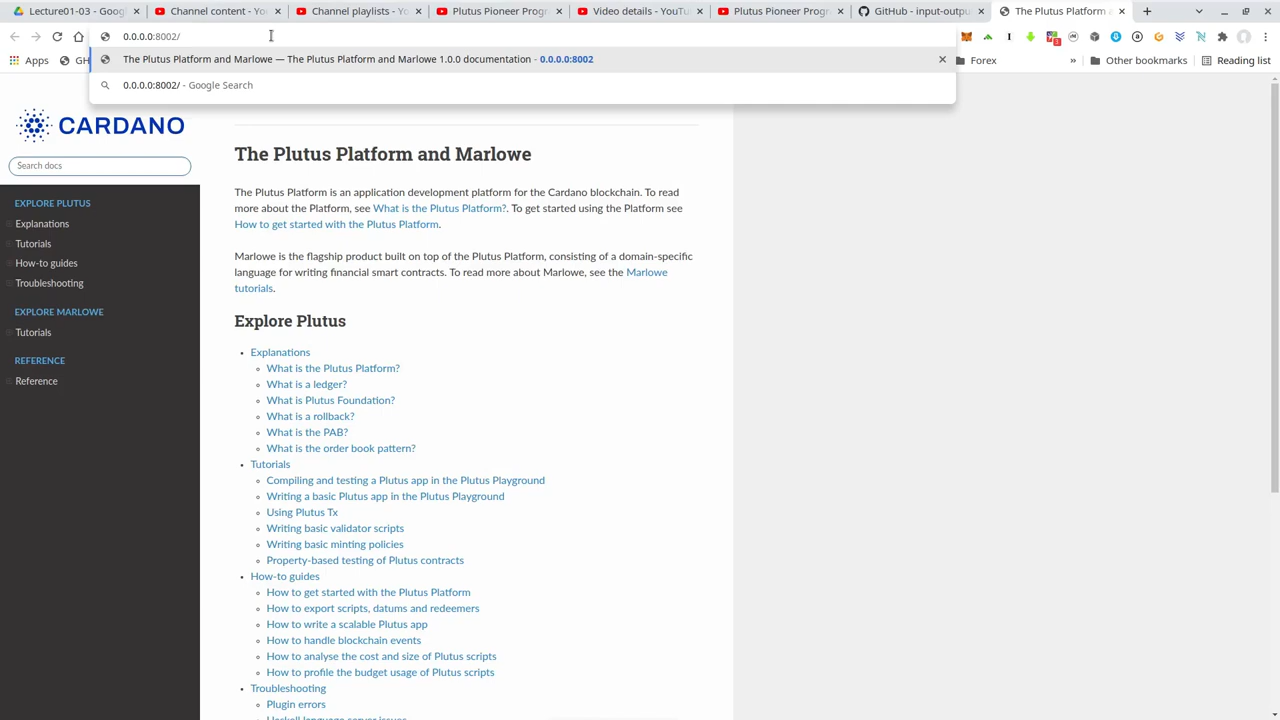 Lecture01-03 - Googl
Channel content - Yo
Channel playlists - Yo
Plutus Pioneer Progr
Video details - YouTu
Plutus Pioneer Progr
GitHub - input-outpu
The Plutus Platform a
0.0.0.0:8002/
The Plutus Platform and Marlowe — The Plutus Platform and Marlowe 1.0.0 documentation - 0.0.0.0:8002
0.0.0.0:8002/ - Google Search
Apps
GH
Forex
»
Other bookmarks
Reading list
CARDANO
Search docs
EXPLORE PLUTUS
Explanations
Tutorials
How-to guides
Troubleshooting
EXPLORE MARLOWE
Tutorials
REFERENCE
Reference
The Plutus Platform and Marlowe
The Plutus Platform is an application development platform for the Cardano blockchain. To read
more about the Platform, see What is the Plutus Platform?. To get started using the Platform see
How to get started with the Plutus Platform.
Marlowe is the flagship product built on top of the Plutus Platform, consisting of a domain-specific
language for writing financial smart contracts. To read more about Marlowe, see the Marlowe
tutorials.
Explore Plutus
Explanations
What is the Plutus Platform?
What is a ledger?
What is Plutus Foundation?
What is a rollback?
What is the PAB?
What is the order book pattern?
Tutorials
Compiling and testing a Plutus app in the Plutus Playground
Writing a basic Plutus app in the Plutus Playground
Using Plutus Tx
Writing basic validator scripts
Writing basic minting policies
Property-based testing of Plutus contracts
How-to guides
How to get started with the Plutus Platform
How to export scripts, datums and redeemers
How to write a scalable Plutus app
How to handle blockchain events
How to analyse the cost and size of Plutus scripts
How to profile the budget usage of Plutus scripts
Troubleshooting
Plugin errors
Haskell language server issues